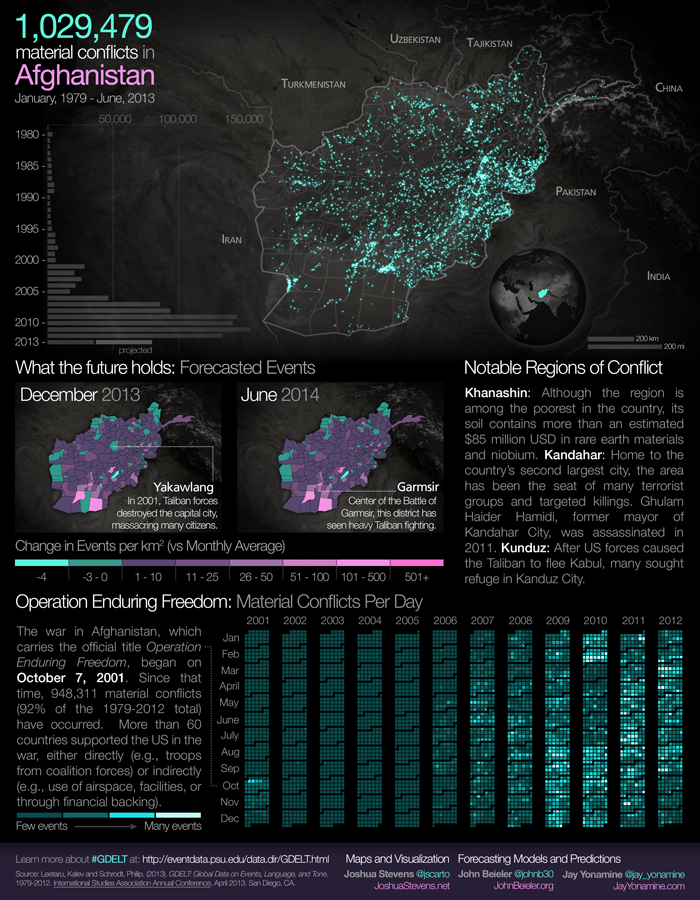 1,029,479
material conflicts in
Afghanistan
January, 1979 - June, 2013
50,000 100,000 150,000
1980
1985
1990
1995
2000
2005
2010
2013
projected
UZBEKISTAN
TAJIKISTAN
TURKMENISTAN
CHINA
PAKISTAN
IRAN
INDIA
200 km
200 mi
What the future holds: Forecasted Events
December 2013
Yakawlang
In 2001, Taliban forces
destroyed the capital city,
massacring many citizens.
June 2014
Garmsir
Center of the Battle of
Garmsir, this district has
seen heavy Taliban fighting.
Change in Events per km² (vs Monthly Average)
-4 -3 - 0 1 - 10 11 - 25 26 - 50 51 - 100 101 - 500 501+
Notable Regions of Conflict
Khanashin: Although the region is
among the poorest in the country, its
soil contains more than an estimated
$85 million USD in rare earth materials
and niobium. Kandahar: Home to the
country's second largest city, the area
has been the seat of many terrorist
groups and targeted killings. Ghulam
Haider Hamidi, former mayor of
Kandahar City, was assassinated in
2011. Kunduz: After US forces caused
the Taliban to flee Kabul, many sought
refuge in Kanduz City.
Operation Enduring Freedom: Material Conflicts Per Day
The war in Afghanistan, which
carries the official title Operation
Enduring Freedom, began on
October 7, 2001. Since that
time, 948,311 material conflicts
(92% of the 1979-2012 total)
have occurred. More than 60
countries supported the US in the
war, either directly (e.g., troops
from coalition forces) or indirectly
(e.g., use of airspace, facilities, or
through financial backing).
Few events Many events
2001 2002 2003 2004 2005 2006 2007 2008 2009 2010 2011 2012
Jan
Feb
Mar
April
May
June
July
Aug
Sep
Oct
Nov
Dec
Learn more about #GDELT at: http://eventdata.psu.edu/data.dir/GDELT.html
Source: Leetaru, Kalev and Schrodt, Philip. (2013). GDELT: Global Data on Events, Language, and Tone,
1979-2012. International Studies Association Annual Conference, April 2013. San Diego, CA.
Maps and Visualization
Joshua Stevens @jscarto
JoshuaStevens.net
Forecasting Models and Predictions
John Beieler @johnb30 Jay Yonamine @jay_yonamine
JohnBeieler.org JayYonamine.com